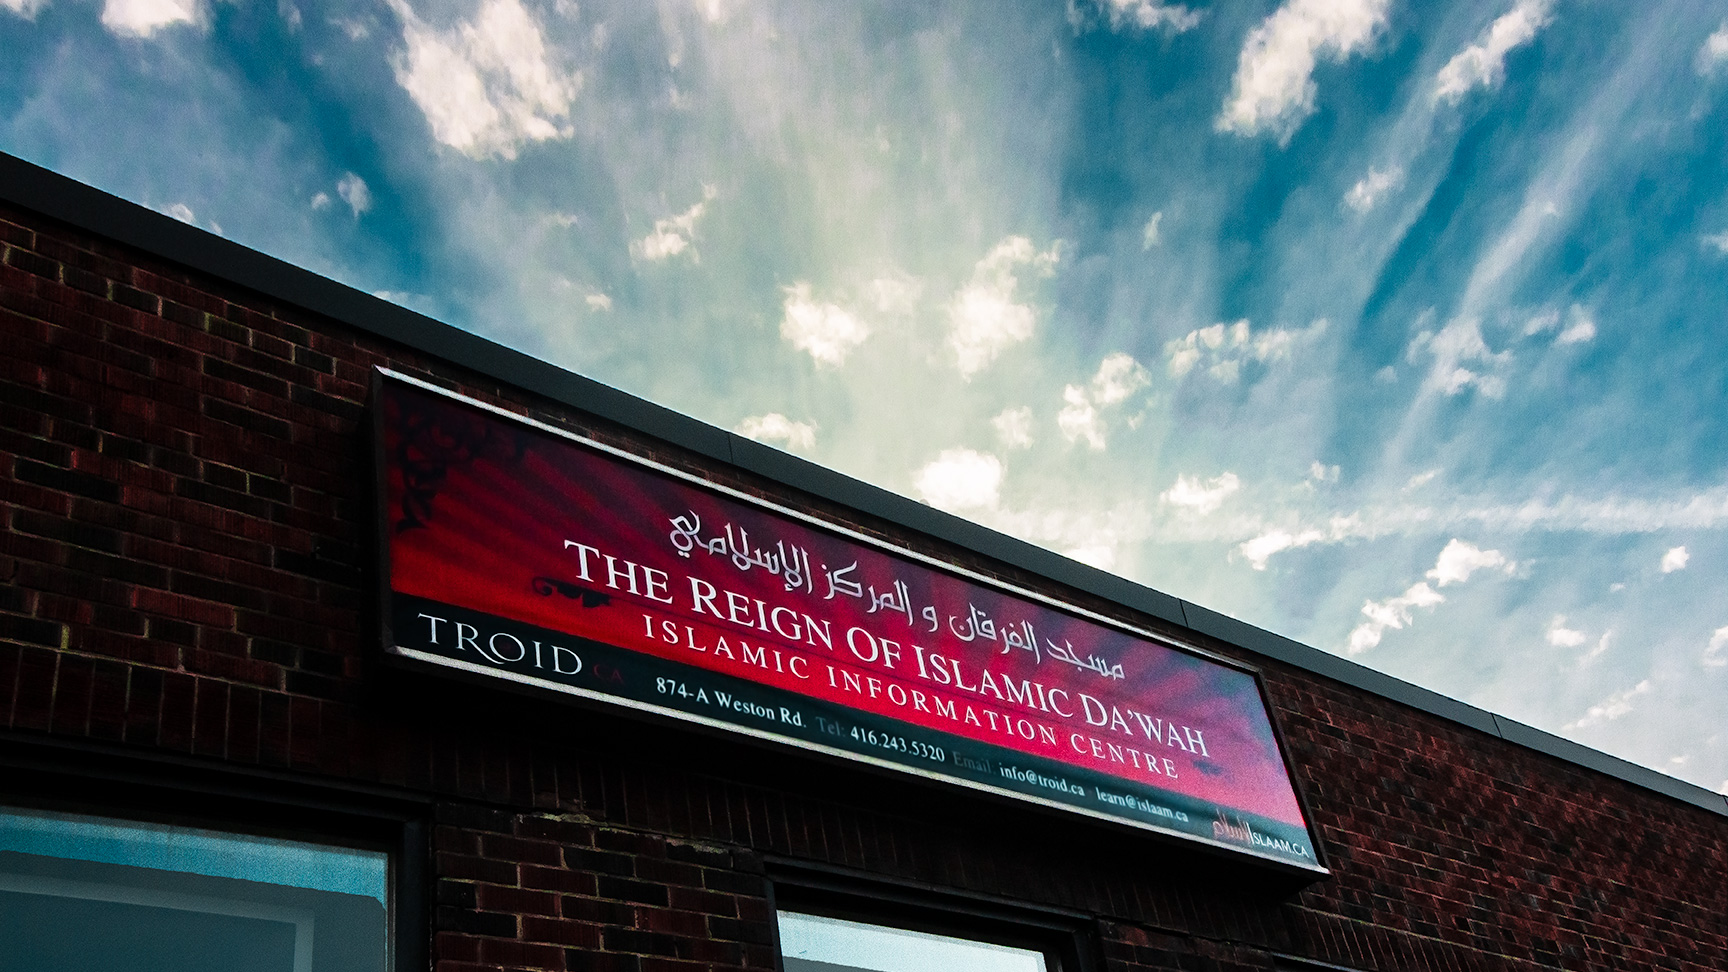 مسجد الفرقان و المركز الإسلامي
THE REIGN OF ISLAMIC DA'WAH
ISLAMIC INFORMATION CENTRE
TROID.CA
874-A Weston Rd. Tel: 416.243.5320 Email: info@troid.ca learn@islaam.ca
الإسلام ISLAAM.CA